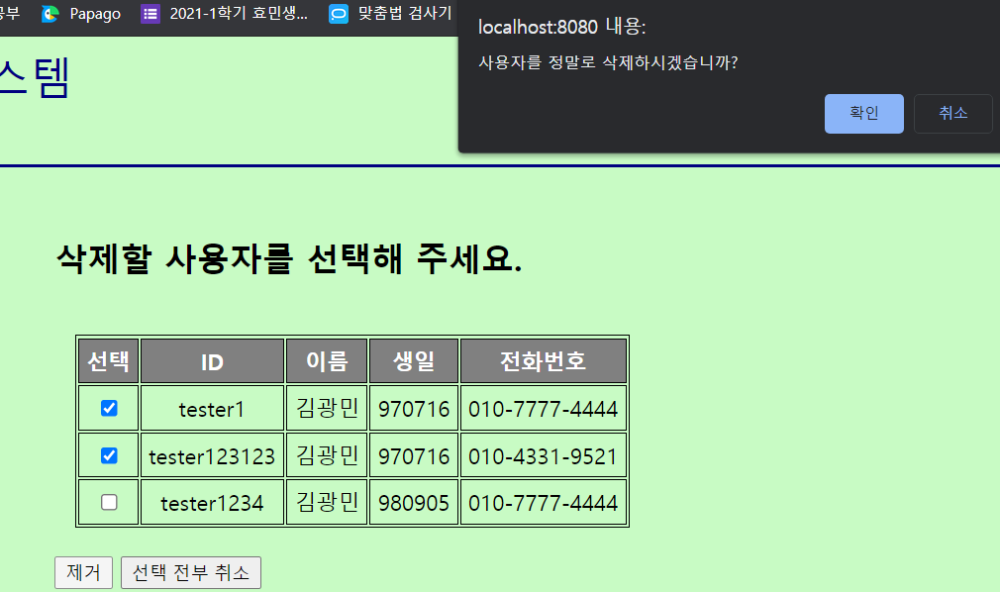 공부 Papago 2021-1학기 효민생... 맞춤법 검사기
localhost:8080 내용:
사용자를 정말로 삭제하시겠습니까?
확인 취소
스템
삭제할 사용자를 선택해 주세요.
선택 ID 이름 생일 전화번호
tester1 김광민 970716 010-7777-4444
tester123123 김광민 970716 010-4331-9521
tester1234 김광민 980905 010-7777-4444
제거 선택 전부 취소